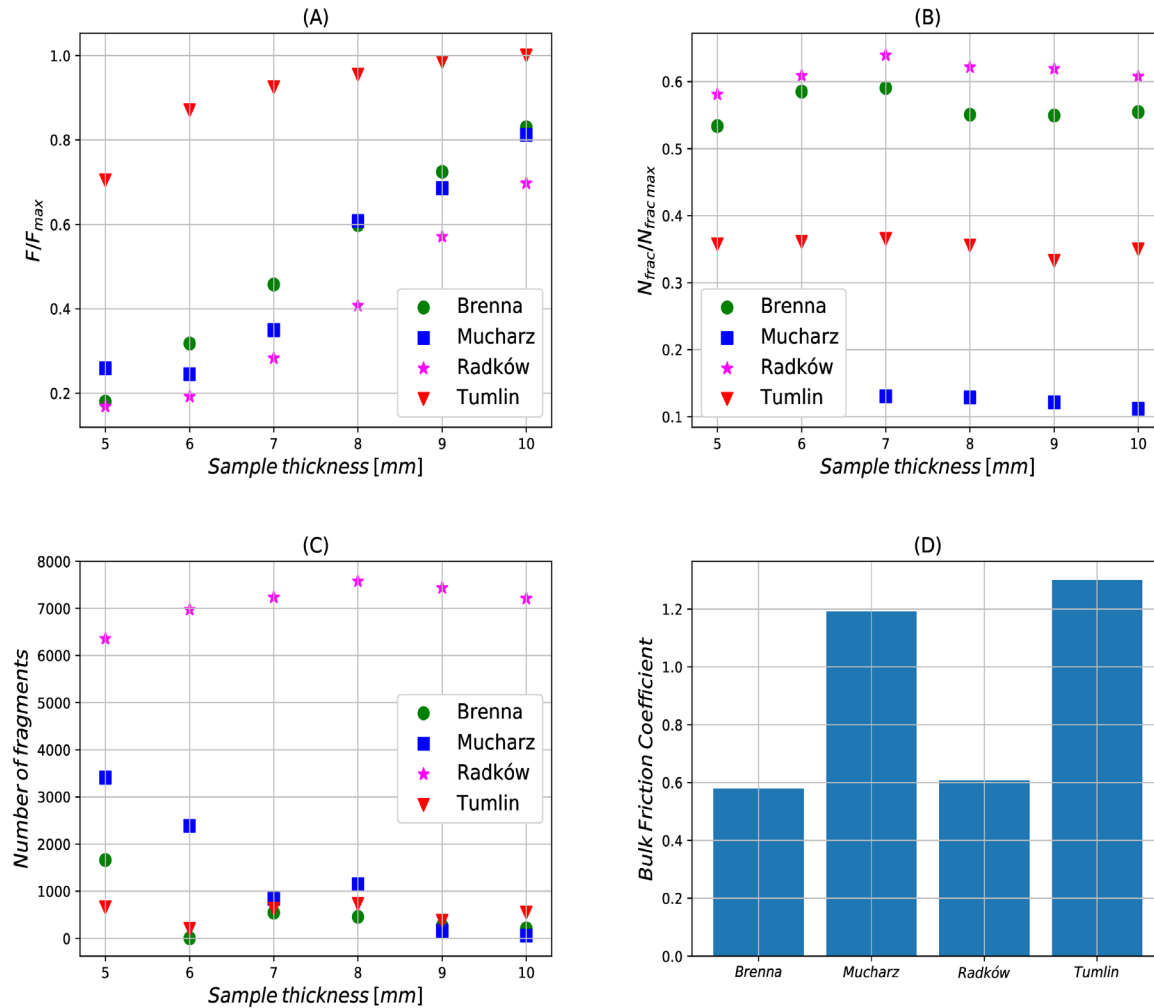 (A)
1.0
0.8
0.6
0.4
0.2
F/Fmax
5 6 7 8 9 10
Sample thickness [mm]
Brenna
Mucharz
Radków
Tumlin
(B)
0.6
0.5
0.4
0.3
0.2
0.1
Nfrac/Nfrac max
5 6 7 8 9 10
Sample thickness [mm]
Brenna
Mucharz
Radków
Tumlin
(C)
8000
7000
6000
5000
4000
3000
2000
1000
0
Number of fragments
5 6 7 8 9 10
Sample thickness [mm]
Brenna
Mucharz
Radków
Tumlin
(D)
1.2
1.0
0.8
0.6
0.4
0.2
0.0
Bulk Friction Coefficient
Brenna Mucharz Radków Tumlin